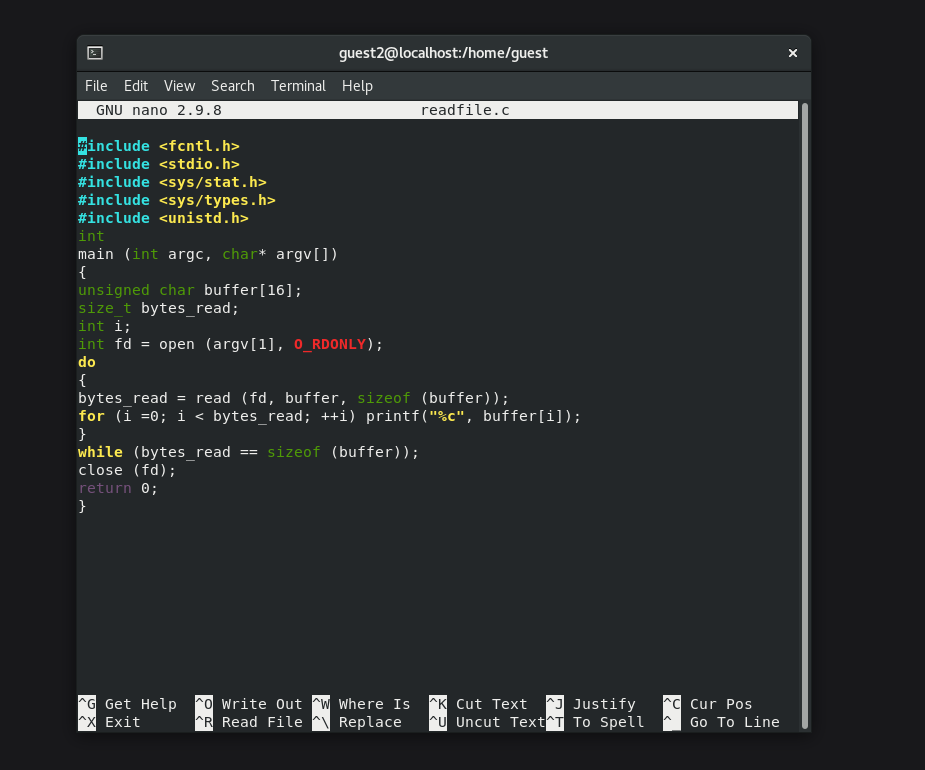 guest2@localhost:/home/guest
File Edit View Search Terminal Help
GNU nano 2.9.8 readfile.c
#include <fcntl.h>
#include <stdio.h>
#include <sys/stat.h>
#include <sys/types.h>
#include <unistd.h>
int
main (int argc, char* argv[])
{
unsigned char buffer[16];
size_t bytes_read;
int i;
int fd = open (argv[1], O_RDONLY);
do
{
bytes_read = read (fd, buffer, sizeof (buffer));
for (i =0; i < bytes_read; ++i) printf("%c", buffer[i]);
}
while (bytes_read == sizeof (buffer));
close (fd);
return 0;
}
^G Get Help ^O Write Out ^W Where Is ^K Cut Text ^J Justify ^C Cur Pos
^X Exit ^R Read File ^\ Replace ^U Uncut Text ^T To Spell ^_ Go To Line